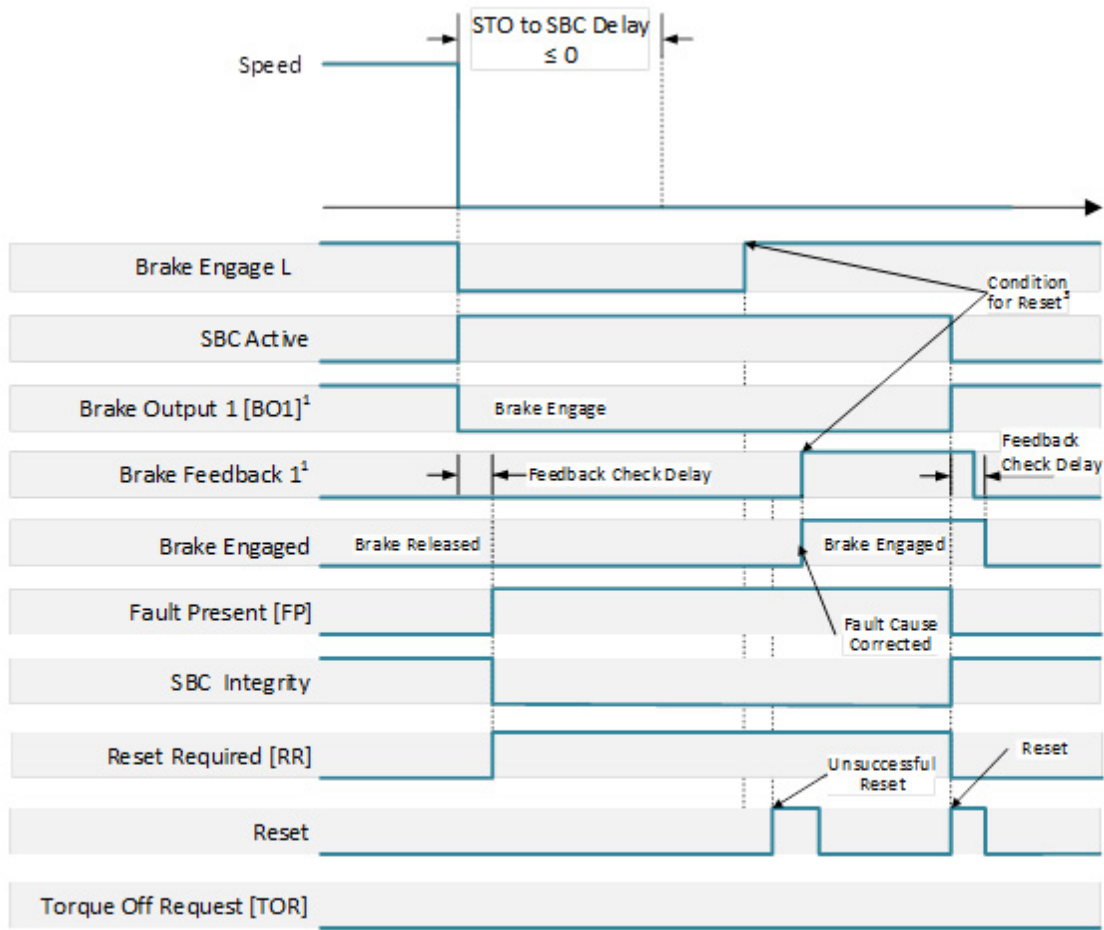 STO to SBC Delay
≤ 0
Speed
Brake Engage L
Condition
for Reset
SBC Active
Brake Output 1 [BO1]¹
Brake Engage
Feedback
Check Delay
Brake Feedback 1¹
Feedback Check Delay
Brake Engaged
Brake Released
Brake Engaged
Fault Present [FP]
Fault Cause
Corrected
SBC Integrity
Reset Required [RR]
Unsuccessful
Reset
Reset
Reset
Torque Off Request [TOR]